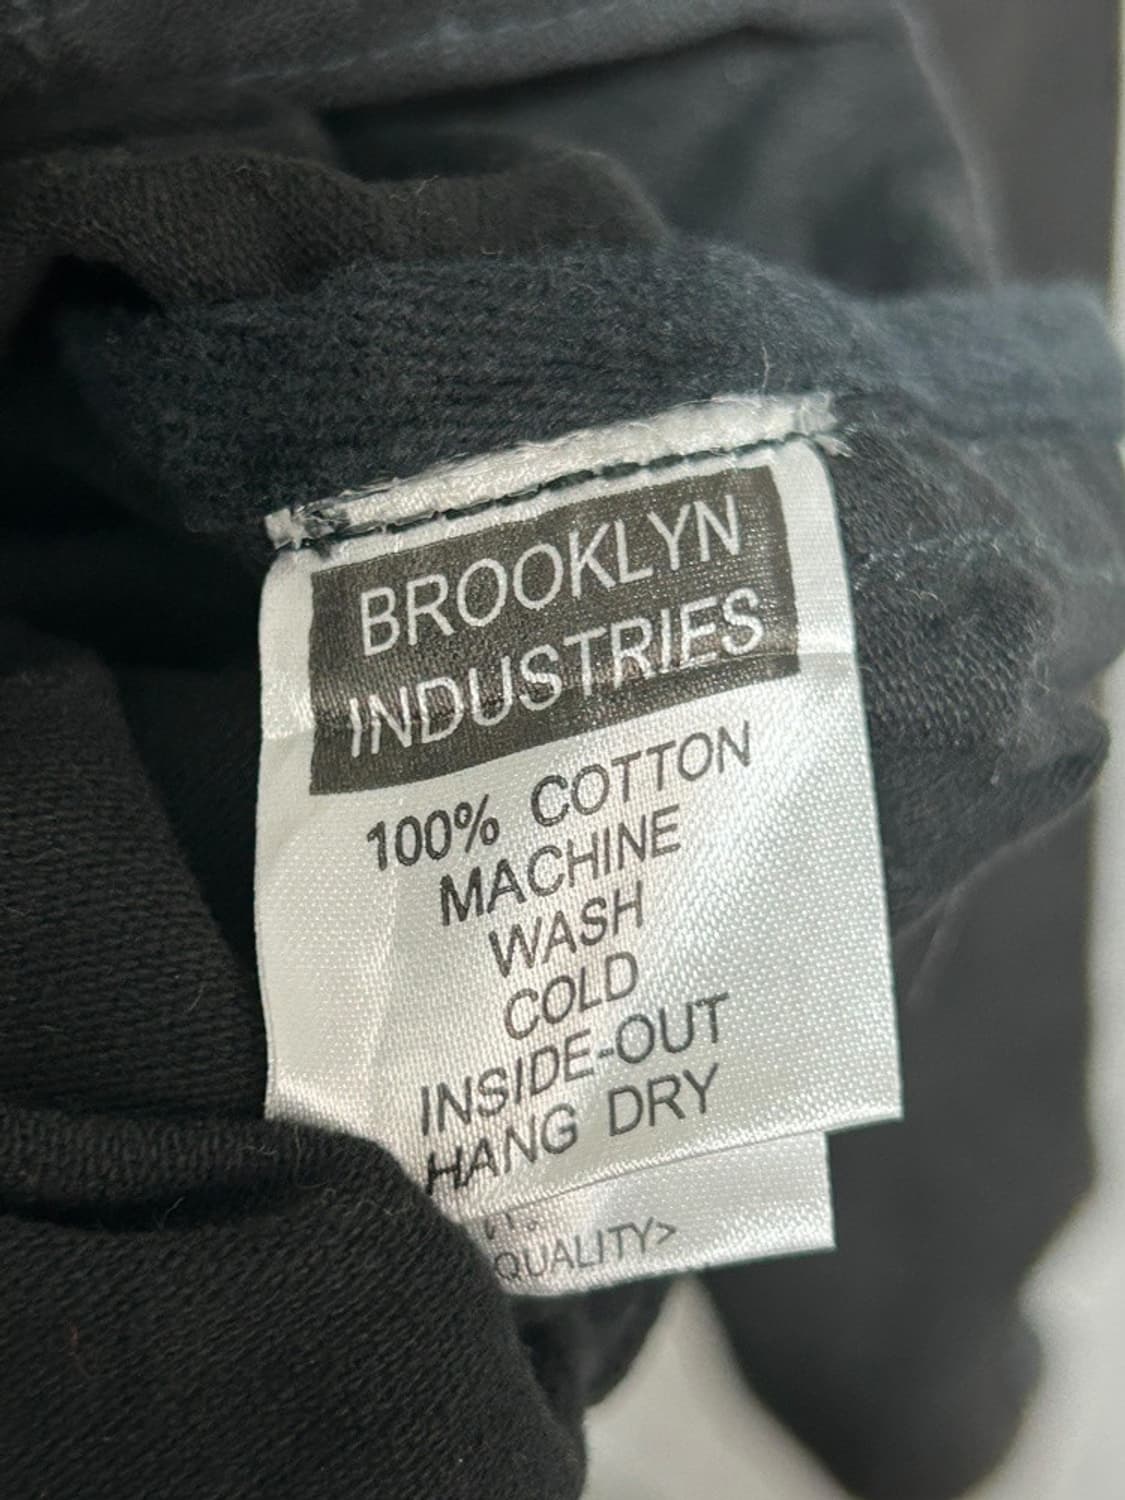 BROOKLYN
INDUSTRIES
100% COTTON
MACHINE
WASH
COLD
INSIDE-OUT
HANG DRY
QUALITY>